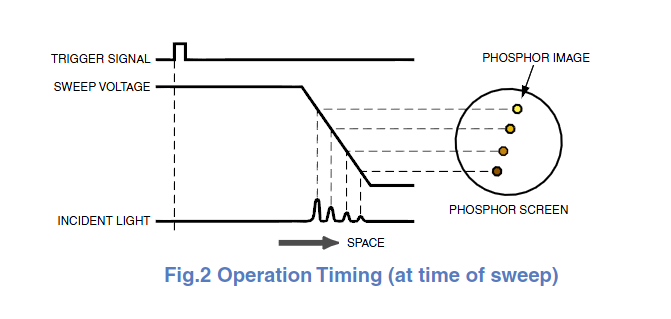 TRIGGER SIGNAL
PHOSPHOR IMAGE
SWEEP VOLTAGE
PHOSPHOR SCREEN
INCIDENT LIGHT
SPACE
Fig.2 Operation Timing (at time of sweep)